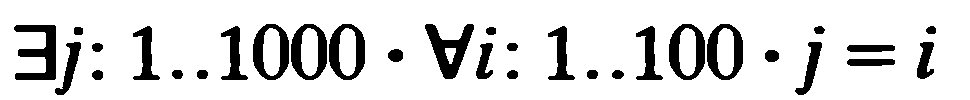 ∃j: 1..1000 · ∀i: 1..100 · j = i